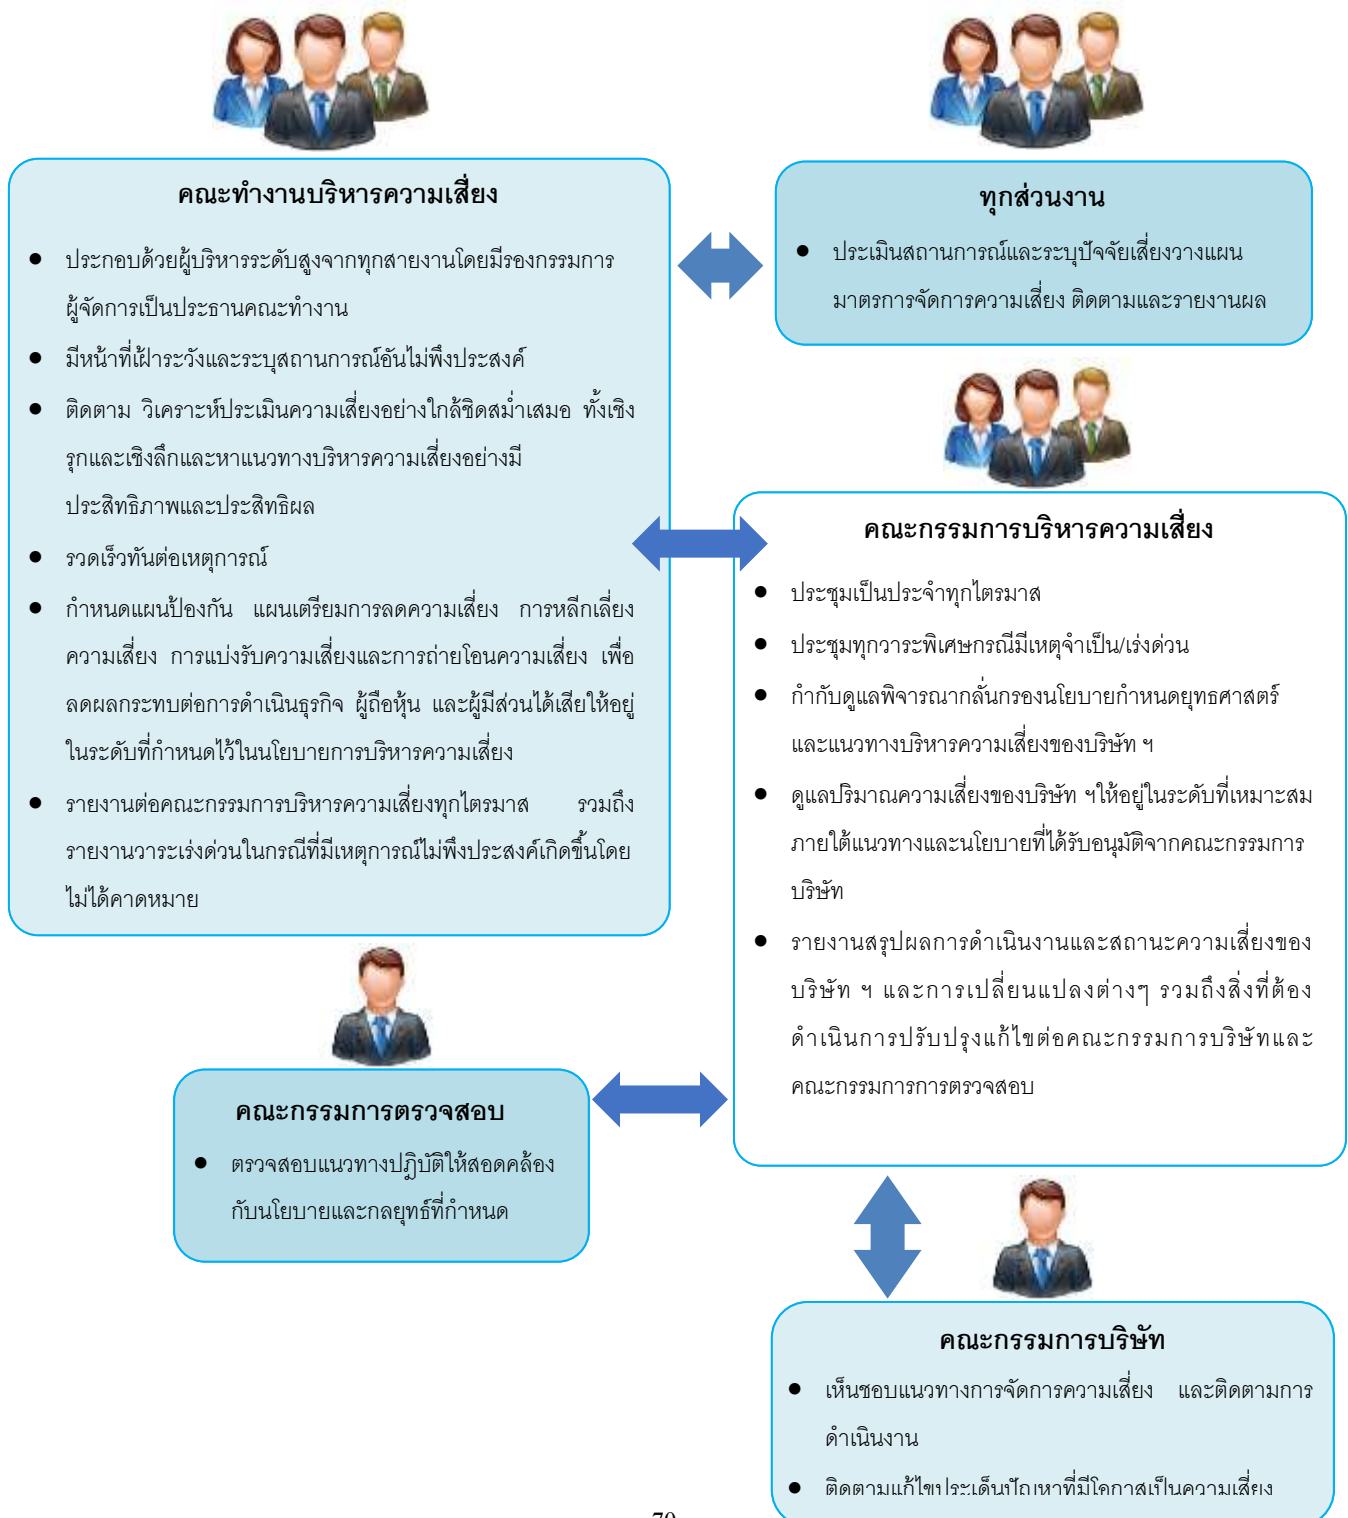 คณะทำงานบริหารความเสี่ยง
● ประกอบด้วยผู้บริหารระดับสูงจากทุกสายงานโดยมีรองกรรมการ
ผู้จัดการเป็นประธานคณะทำงาน
● มีหน้าที่เฝ้าระวังและระบุสถานการณ์อันไม่พึงประสงค์
● ติดตาม วิเคราะห์ประเมินความเสี่ยงอย่างใกล้ชิดสม่ำเสมอ ทั้งเชิง
รุกและเชิงลึกและหาแนวทางบริหารความเสี่ยงอย่างมี
ประสิทธิภาพและประสิทธิผล
● รวดเร็วทันต่อเหตุการณ์
● กำหนดแผนป้องกัน แผนเตรียมการลดความเสี่ยง การหลีกเลี่ยง
ความเสี่ยง การแบ่งรับความเสี่ยงและการถ่ายโอนความเสี่ยง เพื่อ
ลดผลกระทบต่อการดำเนินธุรกิจ ผู้ถือหุ้น และผู้มีส่วนได้เสียให้อยู่
ในระดับที่กำหนดไว้ในนโยบายการบริหารความเสี่ยง
● รายงานต่อคณะกรรมการบริหารความเสี่ยงทุกไตรมาส รวมถึง
รายงานวาระเร่งด่วนในกรณีที่มีเหตุการณ์ไม่พึงประสงค์เกิดขึ้นโดย
ไม่ได้คาดหมาย
ทุกส่วนงาน
● ประเมินสถานการณ์และระบุปัจจัยเสี่ยงวางแผน
มาตรการจัดการความเสี่ยง ติดตามและรายงานผล
คณะกรรมการบริหารความเสี่ยง
● ประชุมเป็นประจำทุกไตรมาส
● ประชุมทุกวาระพิเศษกรณีมีเหตุจำเป็น/เร่งด่วน
● กำกับดูแลพิจารณากลั่นกรองนโยบายกำหนดยุทธศาสตร์
และแนวทางบริหารความเสี่ยงของบริษัท ฯ
● ดูแลปริมาณความเสี่ยงของบริษัท ฯให้อยู่ในระดับที่เหมาะสม
ภายใต้แนวทางและนโยบายที่ได้รับอนุมัติจากคณะกรรมการ
บริษัท
● รายงานสรุปผลการดำเนินงานและสถานะความเสี่ยงของ
บริษัท ฯ และการเปลี่ยนแปลงต่างๆ รวมถึงสิ่งที่ต้อง
ดำเนินการปรับปรุงแก้ไขต่อคณะกรรมการบริษัทและ
คณะกรรมการการตรวจสอบ
คณะกรรมการตรวจสอบ
● ตรวจสอบแนวทางปฏิบัติให้สอดคล้อง
กับนโยบายและกลยุทธ์ที่กำหนด
คณะกรรมการบริษัท
● เห็นชอบแนวทางการจัดการความเสี่ยง และติดตามการ
ดำเนินงาน
● ติดตามแก้ไขประเด็นปัญหาที่มีโอกาสเป็นความเสี่ยง